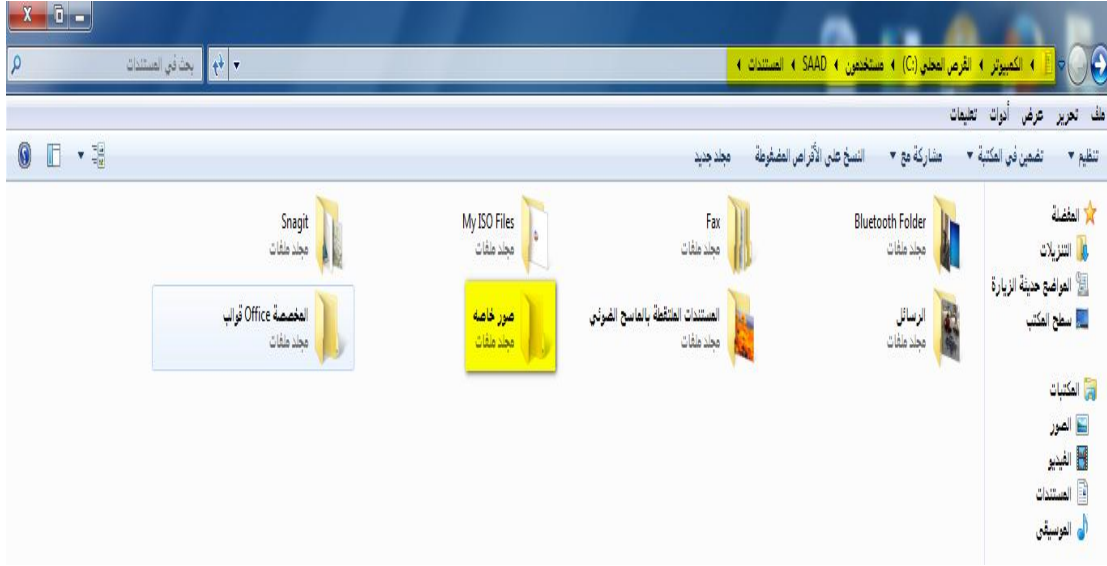 الكمبيوتر ◂ القرص المحلي (C:) ◂ مستخدمون ◂ SAAD ◂ المستندات ◂
بحث في المستندات
ملف تحرير عرض أدوات تعليمات
تنظيم ▾ تضمين في المكتبة ▾ مشاركة مع ▾ النسخ على الأقراص المضغوطة مجلد جديد
المفضلة
التنزيلات
المواضع حديثة الزيارة
سطح المكتب
المكتبات
الصور
الفيديو
المستندات
الموسيقى
Bluetooth Folder
مجلد ملفات
Fax
مجلد ملفات
My ISO Files
مجلد ملفات
Snagit
مجلد ملفات
الرسائل
مجلد ملفات
المستندات الملتقطة بالماسح الضوئي
مجلد ملفات
صور خاصه
مجلد ملفات
المخصصة Office قوالب
مجلد ملفات